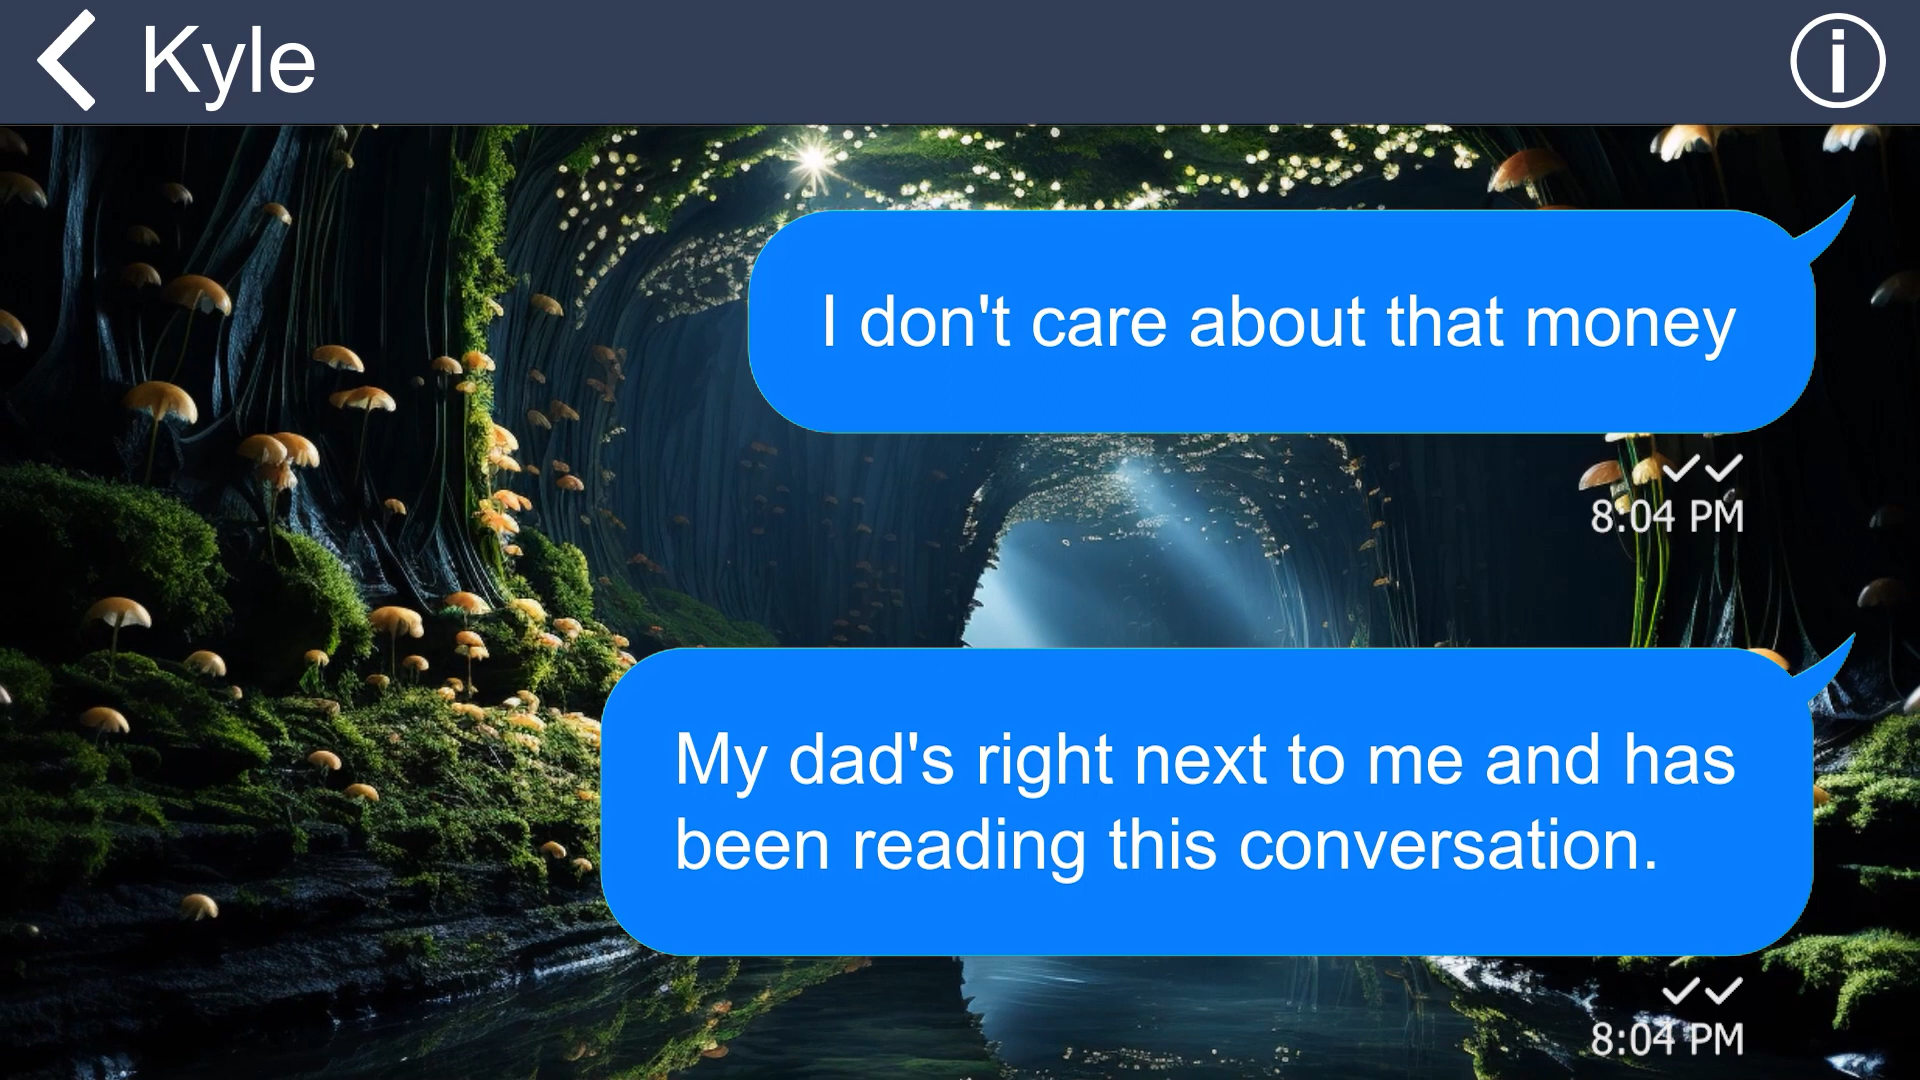 Kyle
I don't care about that money
8:04 PM
My dad's right next to me and has
been reading this conversation.
8:04 PM